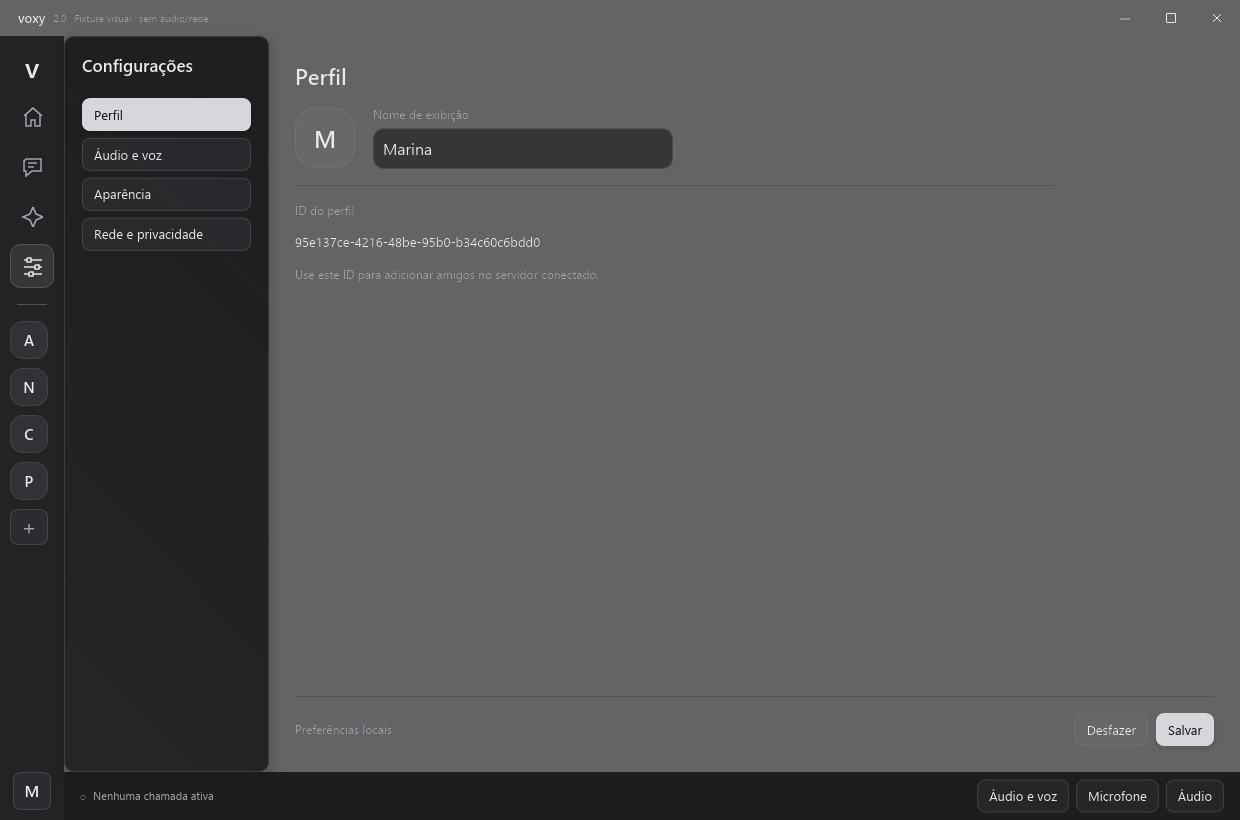 voxy 2.0 Fixture visual · sem áudio/rede
V
Configurações
Perfil
Áudio e voz
Aparência
Rede e privacidade
A
N
C
P
+
M
Perfil
M
Nome de exibição
Marina
ID do perfil
95e137ce-4216-48be-95b0-b34c60c6bdd0
Use este ID para adicionar amigos no servidor conectado.
Preferências locais
Desfazer
Salvar
Nenhuma chamada ativa
Áudio e voz
Microfone
Áudio